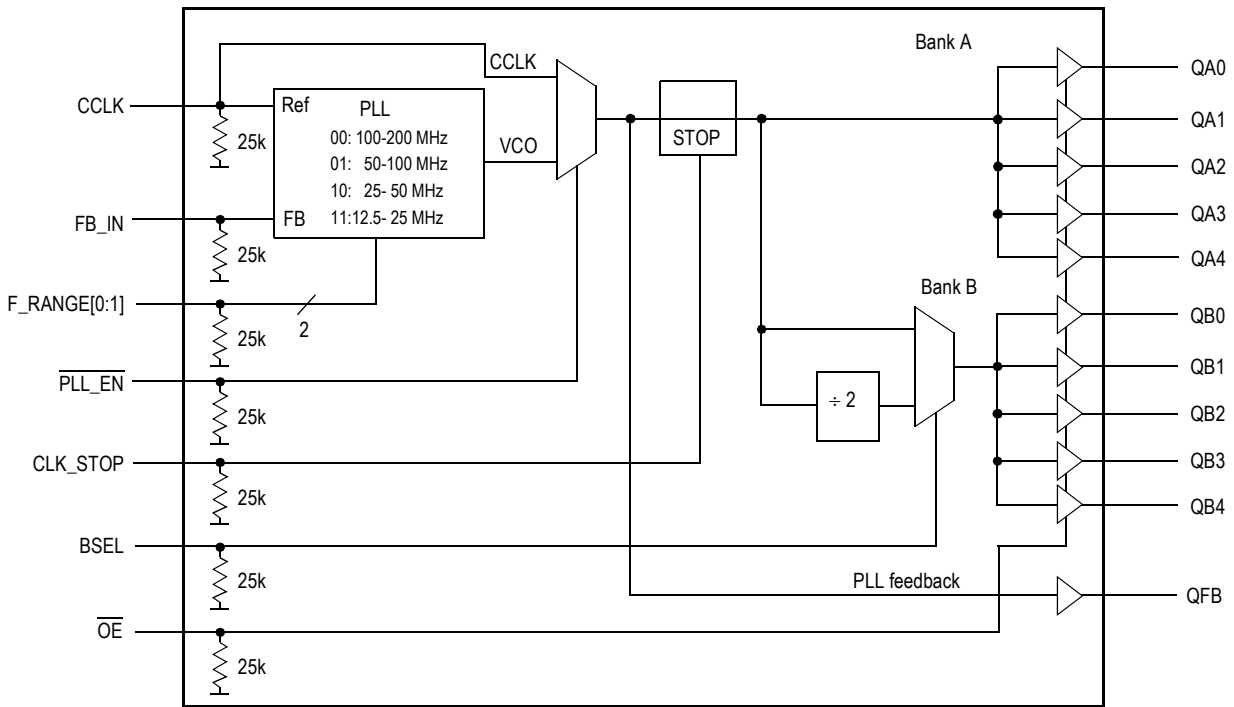 Bank A
CCLK
QA0
CCLK
Ref
PLL
25k
00: 100-200 MHz
VCO
STOP
QA1
01: 50-100 MHz
QA2
10: 25- 50 MHz
FB_IN
FB
11:12.5- 25 MHz
QA3
25k
QA4
Bank B
F_RANGE[0:1]
2
25k
QB0
PLL_EN
QB1
25k
÷ 2
QB2
CLK_STOP
QB3
25k
QB4
BSEL
25k
PLL feedback
QFB
OE
25k